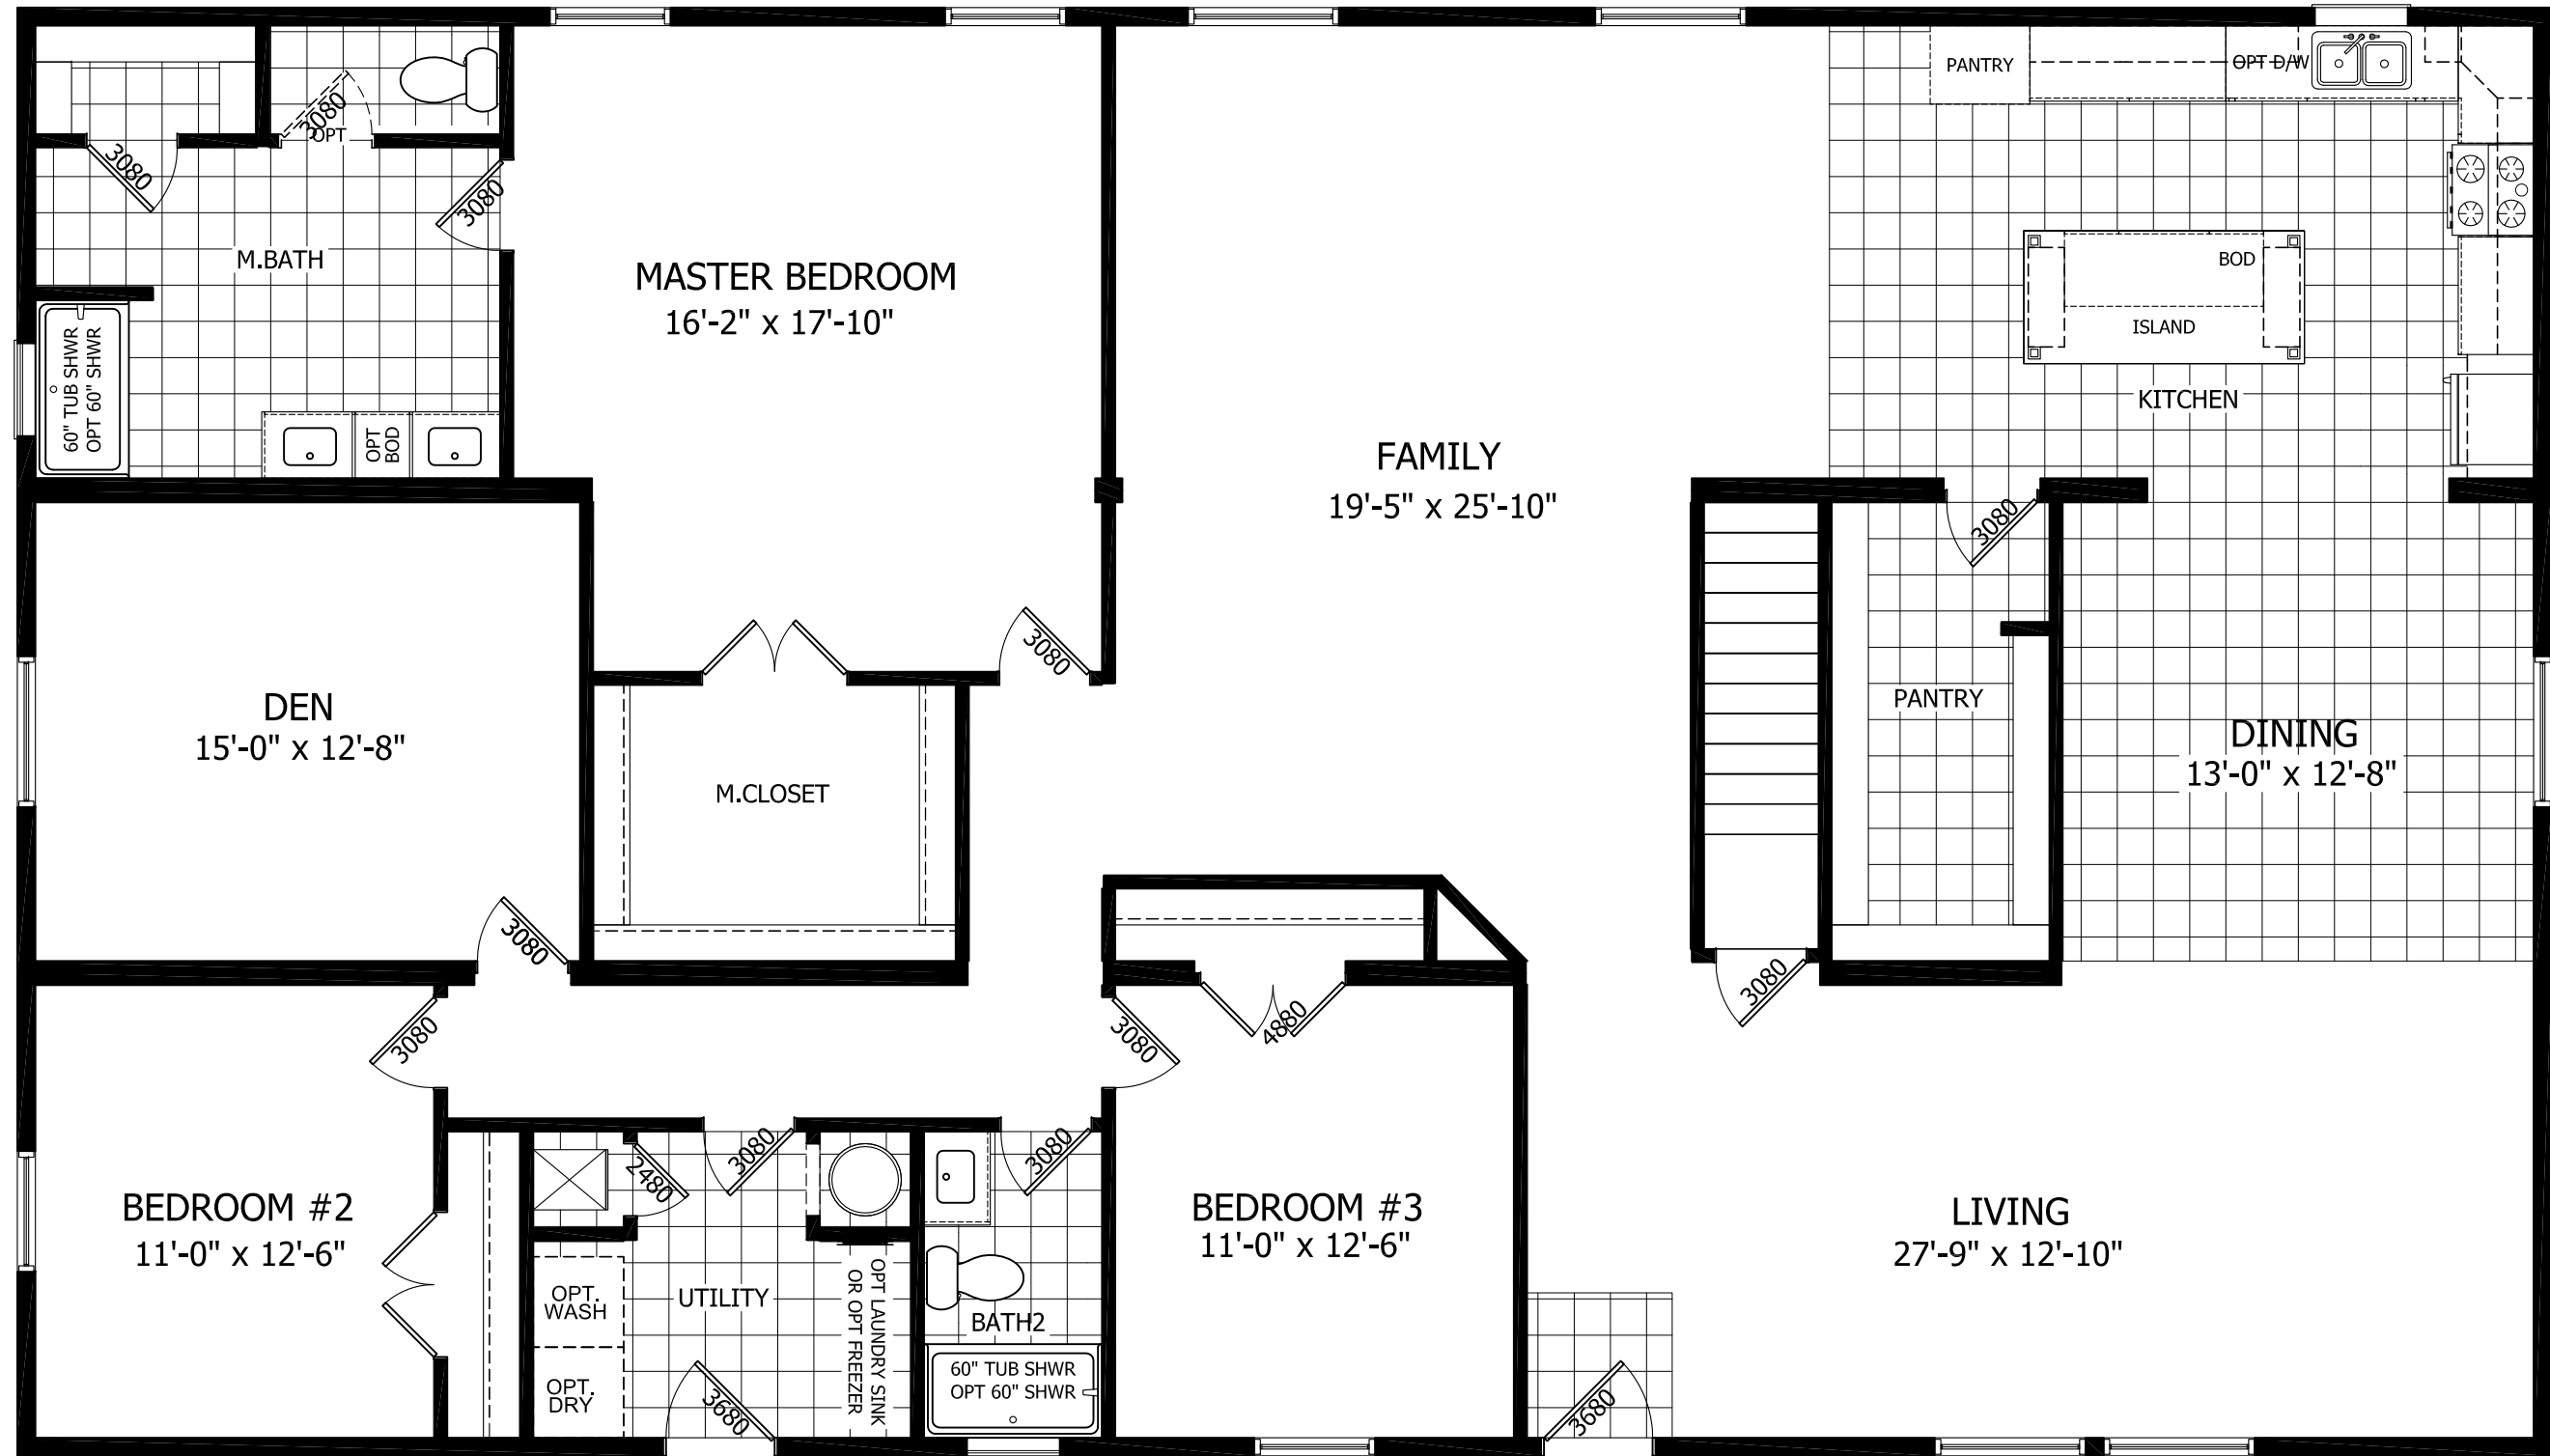 PANTRY
OPT D/W
3080
OPT
3080
3080
M.BATH
MASTER BEDROOM
16'-2" x 17'-10"
BOD
ISLAND
KITCHEN
60" TUB SHWR
OPT 60" SHWR
OPT
BOD
FAMILY
19'-5" x 25'-10"
3080
3080
DEN
15'-0" x 12'-8"
M.CLOSET
PANTRY
DINING
13'-0" x 12'-8"
3080
3080
3080
3080
4880
3080
3080
2480
BEDROOM #2
11'-0" x 12'-6"
BEDROOM #3
11'-0" x 12'-6"
LIVING
27'-9" x 12'-10"
OPT.
WASH
UTILITY
OPT LAUNDRY SINK
OR OPT FREEZER
BATH2
60" TUB SHWR
OPT 60" SHWR
OPT.
DRY
3680
3680